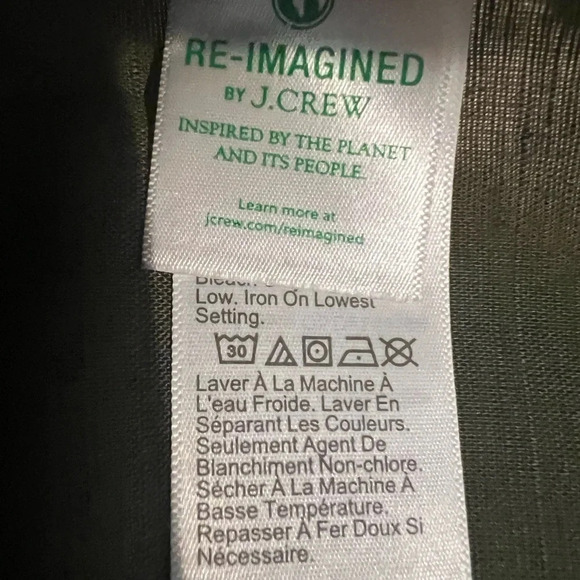 RE-IMAGINED
BY J.CREW
INSPIRED BY THE PLANET
AND ITS PEOPLE.
Learn more at
jcrew.com/reimagined
Low. Iron On Lowest
Setting.
30
Laver À La Machine À
L'eau Froide. Laver En
Séparant Les Couleurs.
Seulement Agent De
Blanchiment Non-chlore.
Sécher À La Machine À
Basse Température.
Repasser À Fer Doux Si
Nécessaire.